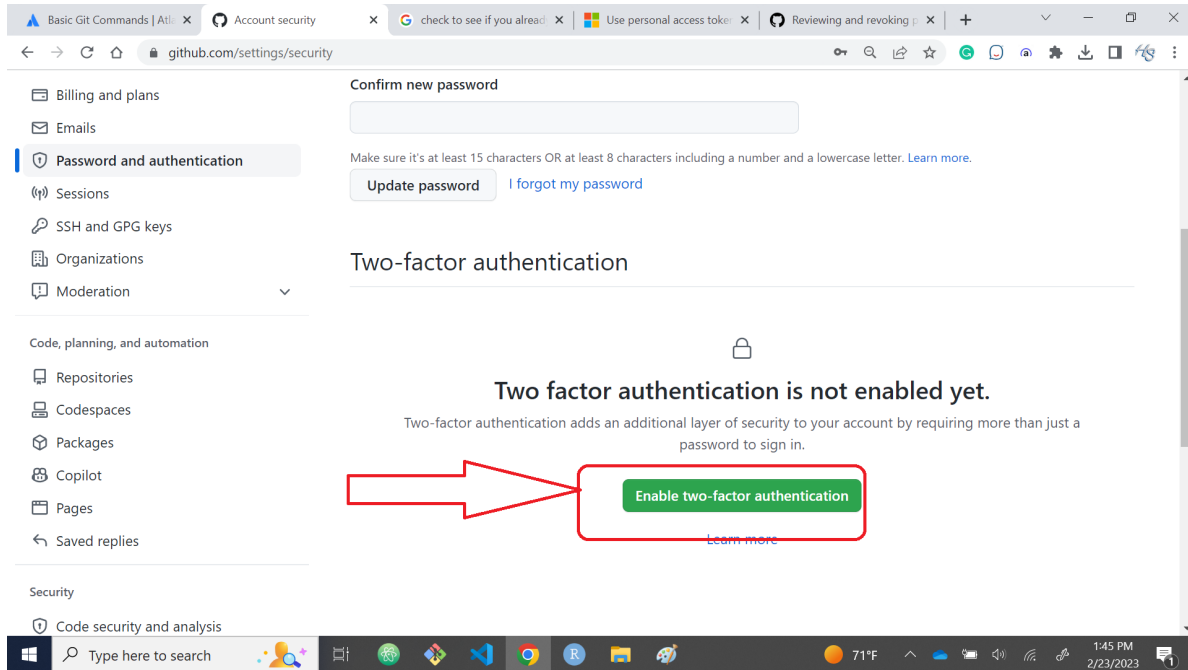 Basic Git Commands | Atla
Account security
check to see if you alread
Use personal access token
Reviewing and revoking p
github.com/settings/security
Billing and plans
Emails
Password and authentication
Sessions
SSH and GPG keys
Organizations
Moderation
Code, planning, and automation
Repositories
Codespaces
Packages
Copilot
Pages
Saved replies
Security
Code security and analysis
Confirm new password
Make sure it's at least 15 characters OR at least 8 characters including a number and a lowercase letter. Learn more.
Update password
I forgot my password
Two-factor authentication
Two factor authentication is not enabled yet.
Two-factor authentication adds an additional layer of security to your account by requiring more than just a
password to sign in.
Enable two-factor authentication
Learn more
Type here to search
71°F
1:45 PM
2/23/2023
1